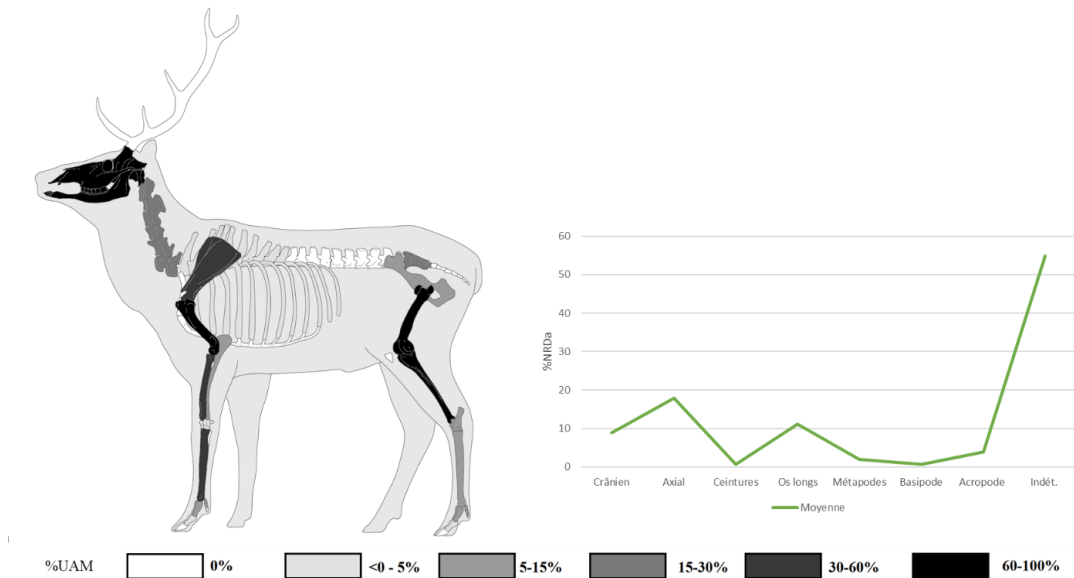 60
50
40
30
20
10
0
%NRDa
Crânien Axial Ceintures Os longs Métapodes Basipode Acropode Indét.
Moyenne
%UAM 0% <0 - 5% 5-15% 15-30% 30-60% 60-100%